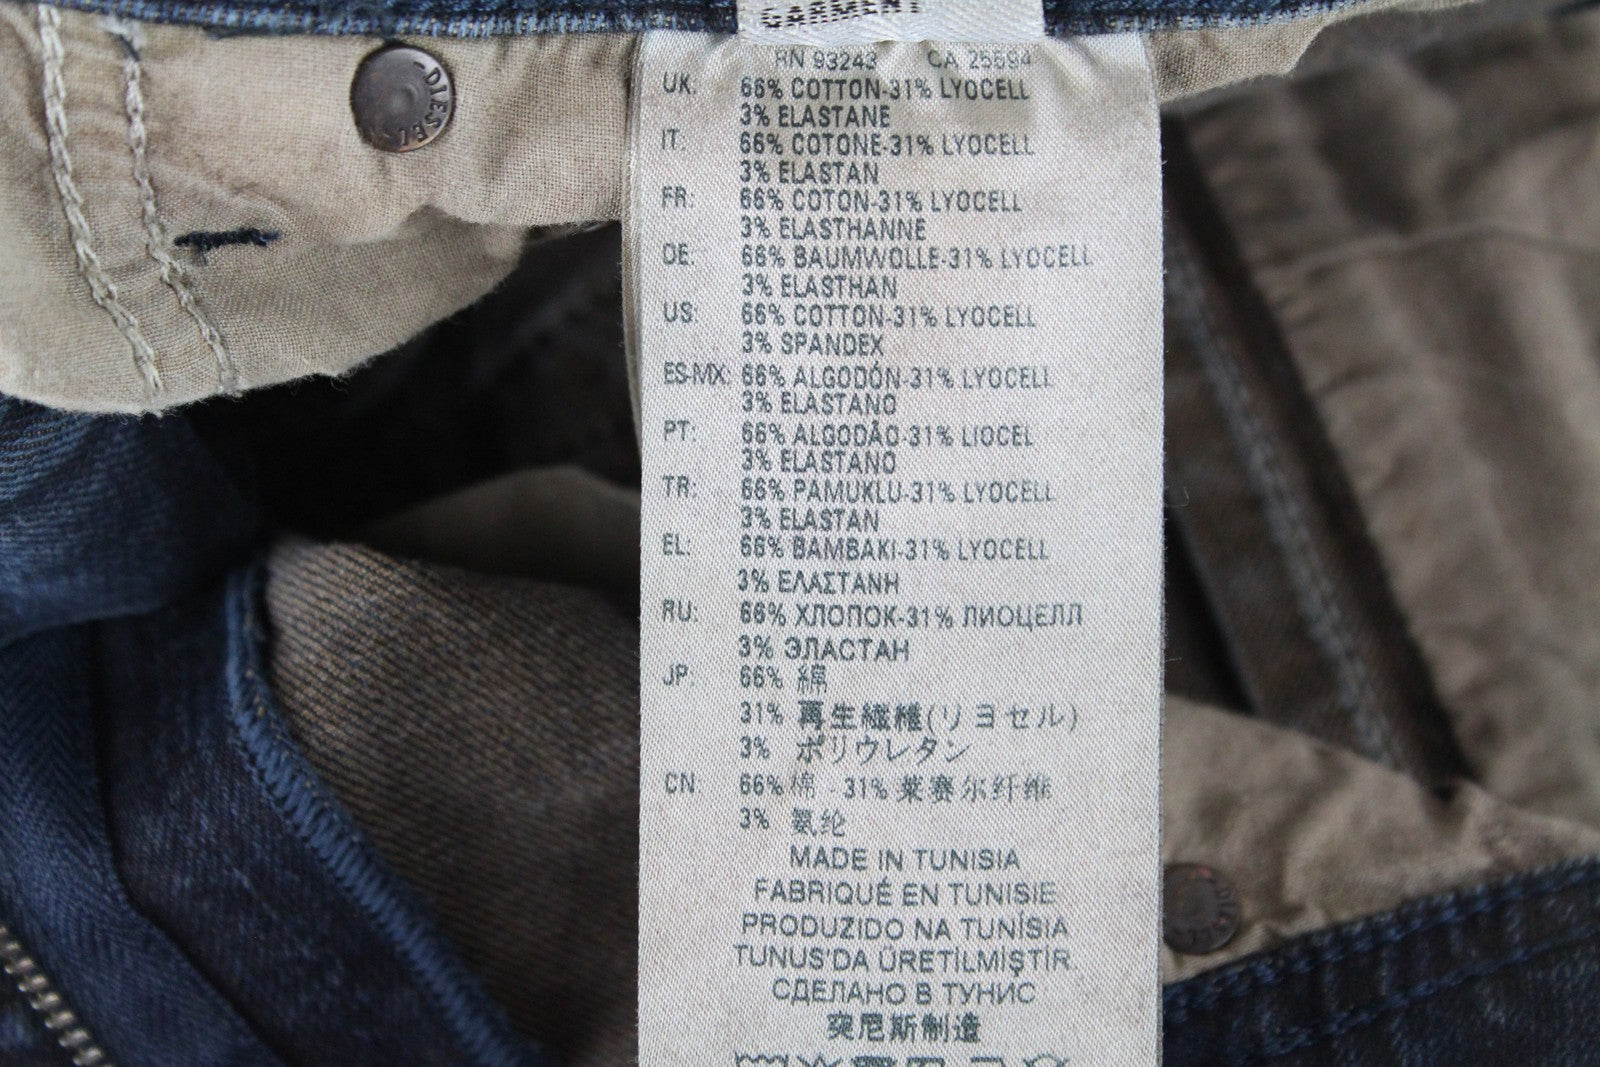 GARMENT
DIESEL
RN 93243 CA 25594
UK: 66% COTTON-31% LYOCELL
3% ELASTANE
IT: 66% COTONE-31% LYOCELL
3% ELASTAN
FR: 66% COTON-31% LYOCELL
3% ELASTHANNE
DE: 66% BAUMWOLLE-31% LYOCELL
3% ELASTHAN
US: 66% COTTON-31% LYOCELL
3% SPANDEX
ES-MX: 66% ALGODÓN-31% LYOCELL
3% ELASTANO
PT: 66% ALGODÃO-31% LIOCEL
3% ELASTANO
TR: 66% PAMUKLU-31% LYOCELL
3% ELASTAN
EL: 66% BAMBAKI-31% LYOCELL
3% ΕΛΑΣΤΑΝΗ
RU: 66% ХЛОПОК-31% ЛИОЦЕЛЛ
3% ЭЛАСТАН
JP: 66% 綿
31% 再生繊維(リヨセル)
3% ポリウレタン
CN: 66% 棉 - 31% 莱赛尔纤维
3% 氨纶
MADE IN TUNISIA
FABRIQUÉ EN TUNISIE
PRODUZIDO NA TUNÍSIA
TUNUS'DA ÜRETİLMİŞTİR.
СДЕЛАНО В ТУНИС
突尼斯制造